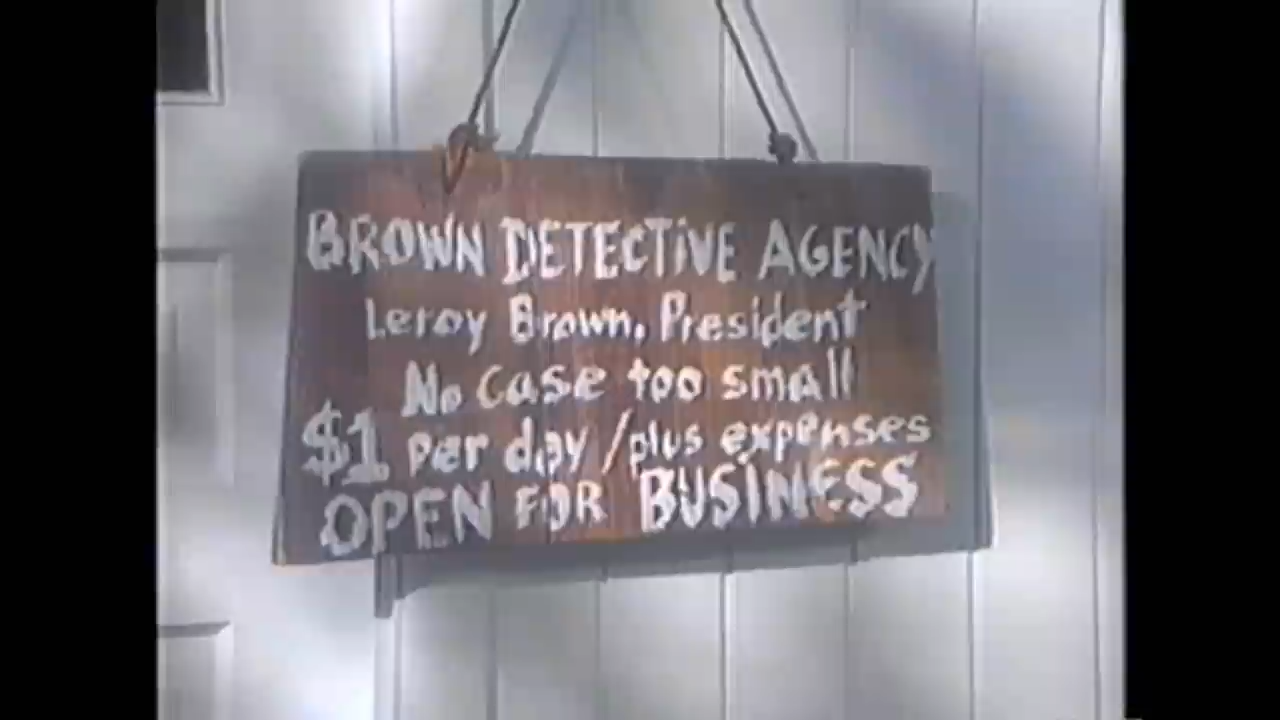 BROWN DETECTIVE AGENCY
Leroy Brown, President
No case too small
$1 per day/plus expenses
OPEN FOR BUSINESS